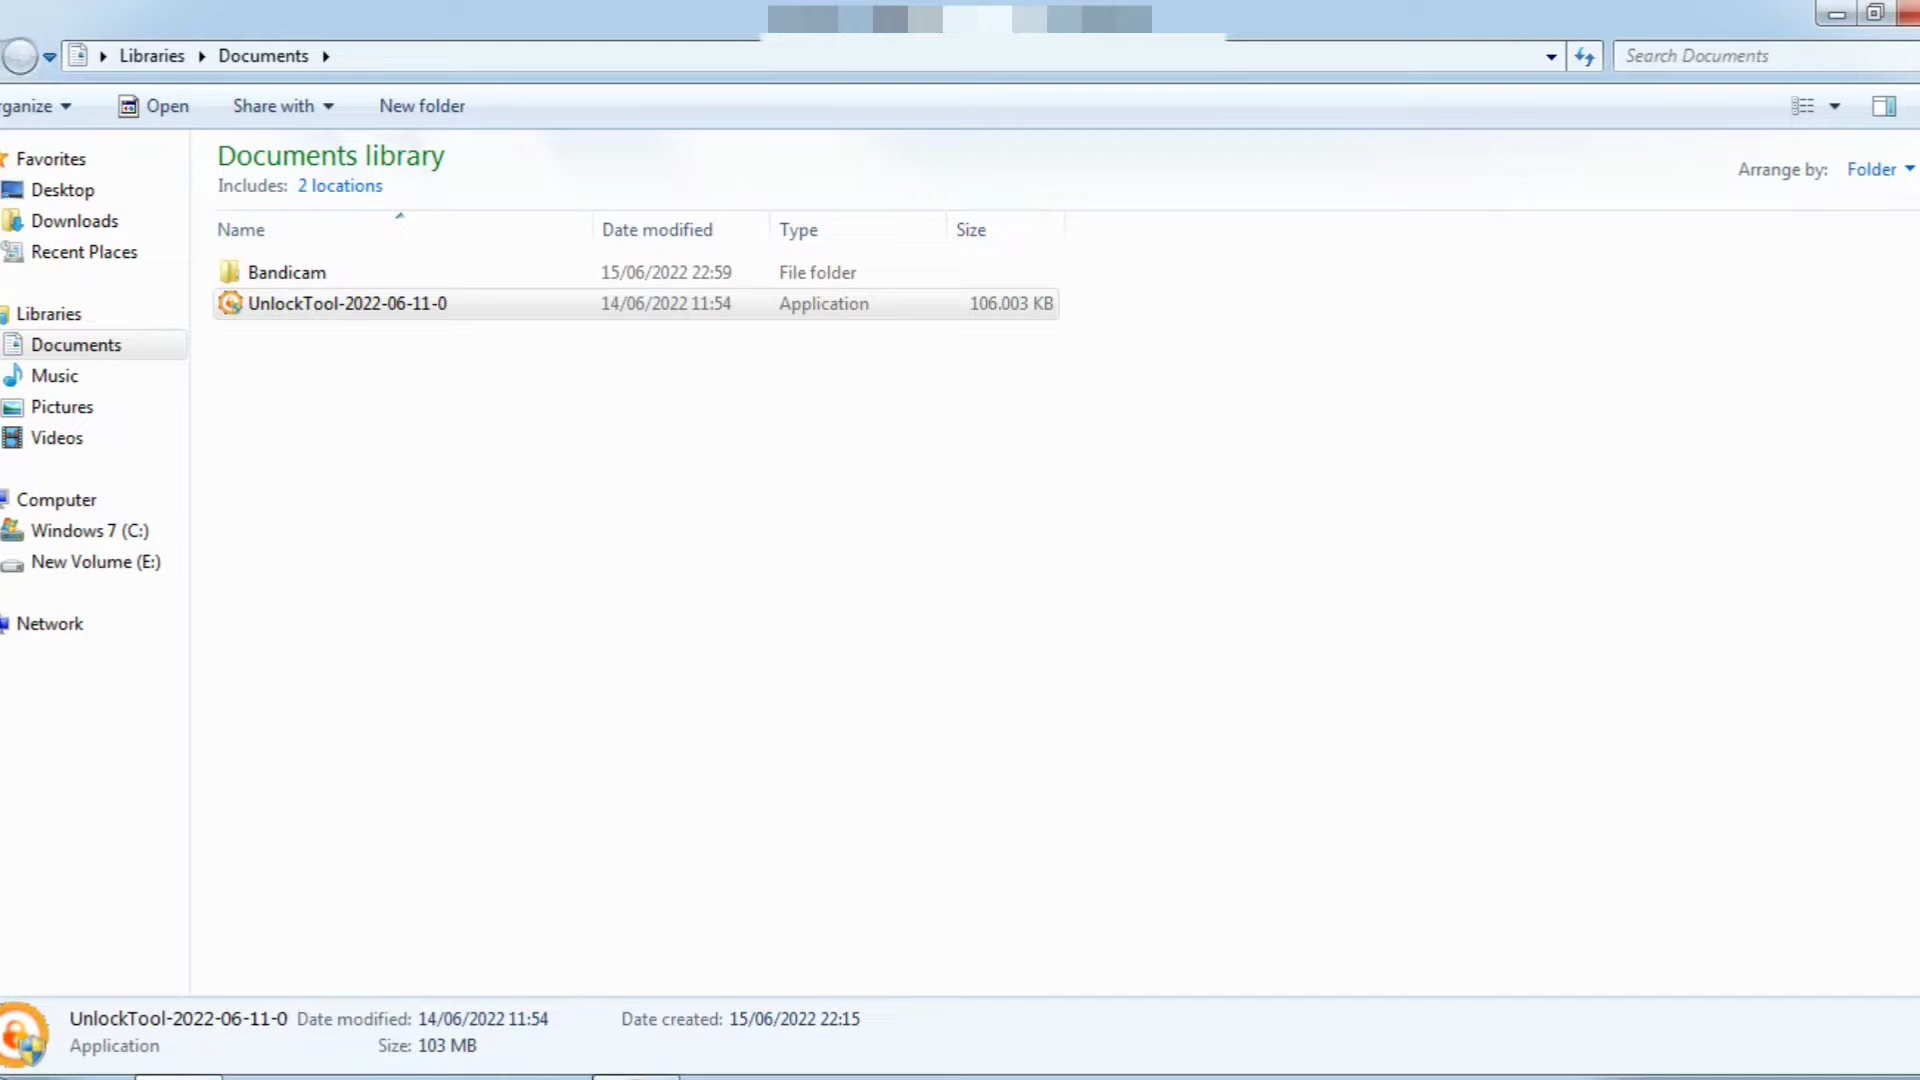 Libraries Documents
Search Documents
rganize Open Share with New folder
Favorites
Desktop
Downloads
Recent Places
Libraries
Documents
Music
Pictures
Videos
Computer
Windows 7 (C:)
New Volume (E:)
Network
Documents library
Includes: 2 locations
Arrange by: Folder
Name Date modified Type Size
Bandicam 15/06/2022 22:59 File folder
UnlockTool-2022-06-11-0 14/06/2022 11:54 Application 106.003 KB
UnlockTool-2022-06-11-0 Date modified: 14/06/2022 11:54 Date created: 15/06/2022 22:15
Application Size: 103 MB